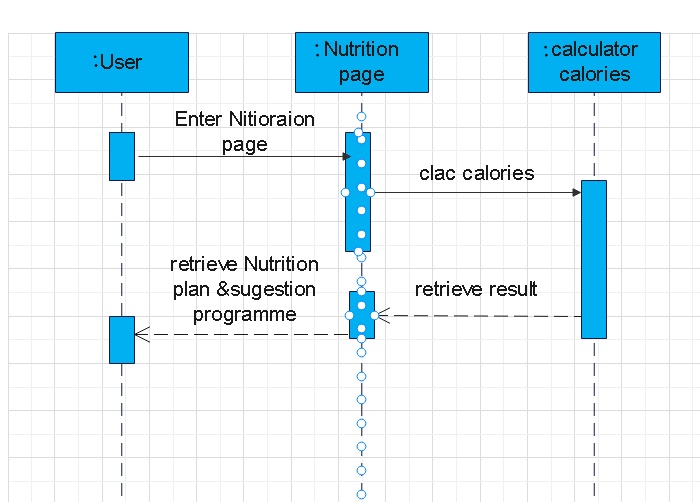 :User
:Nutrition
page
:calculator
calories
Enter Nitioraion
page
clac calories
retrieve Nutrition
plan &sugestion
programme
retrieve result